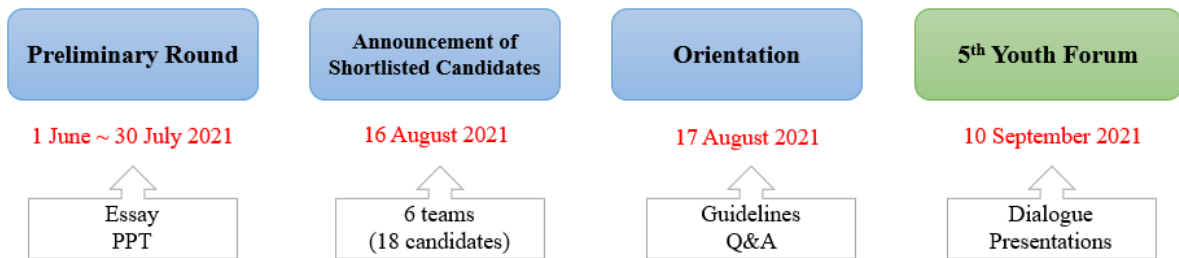 Preliminary Round
1 June ~ 30 July 2021
Essay
PPT
Announcement of
Shortlisted Candidates
16 August 2021
6 teams
(18 candidates)
Orientation
17 August 2021
Guidelines
Q&A
5th Youth Forum
10 September 2021
Dialogue
Presentations